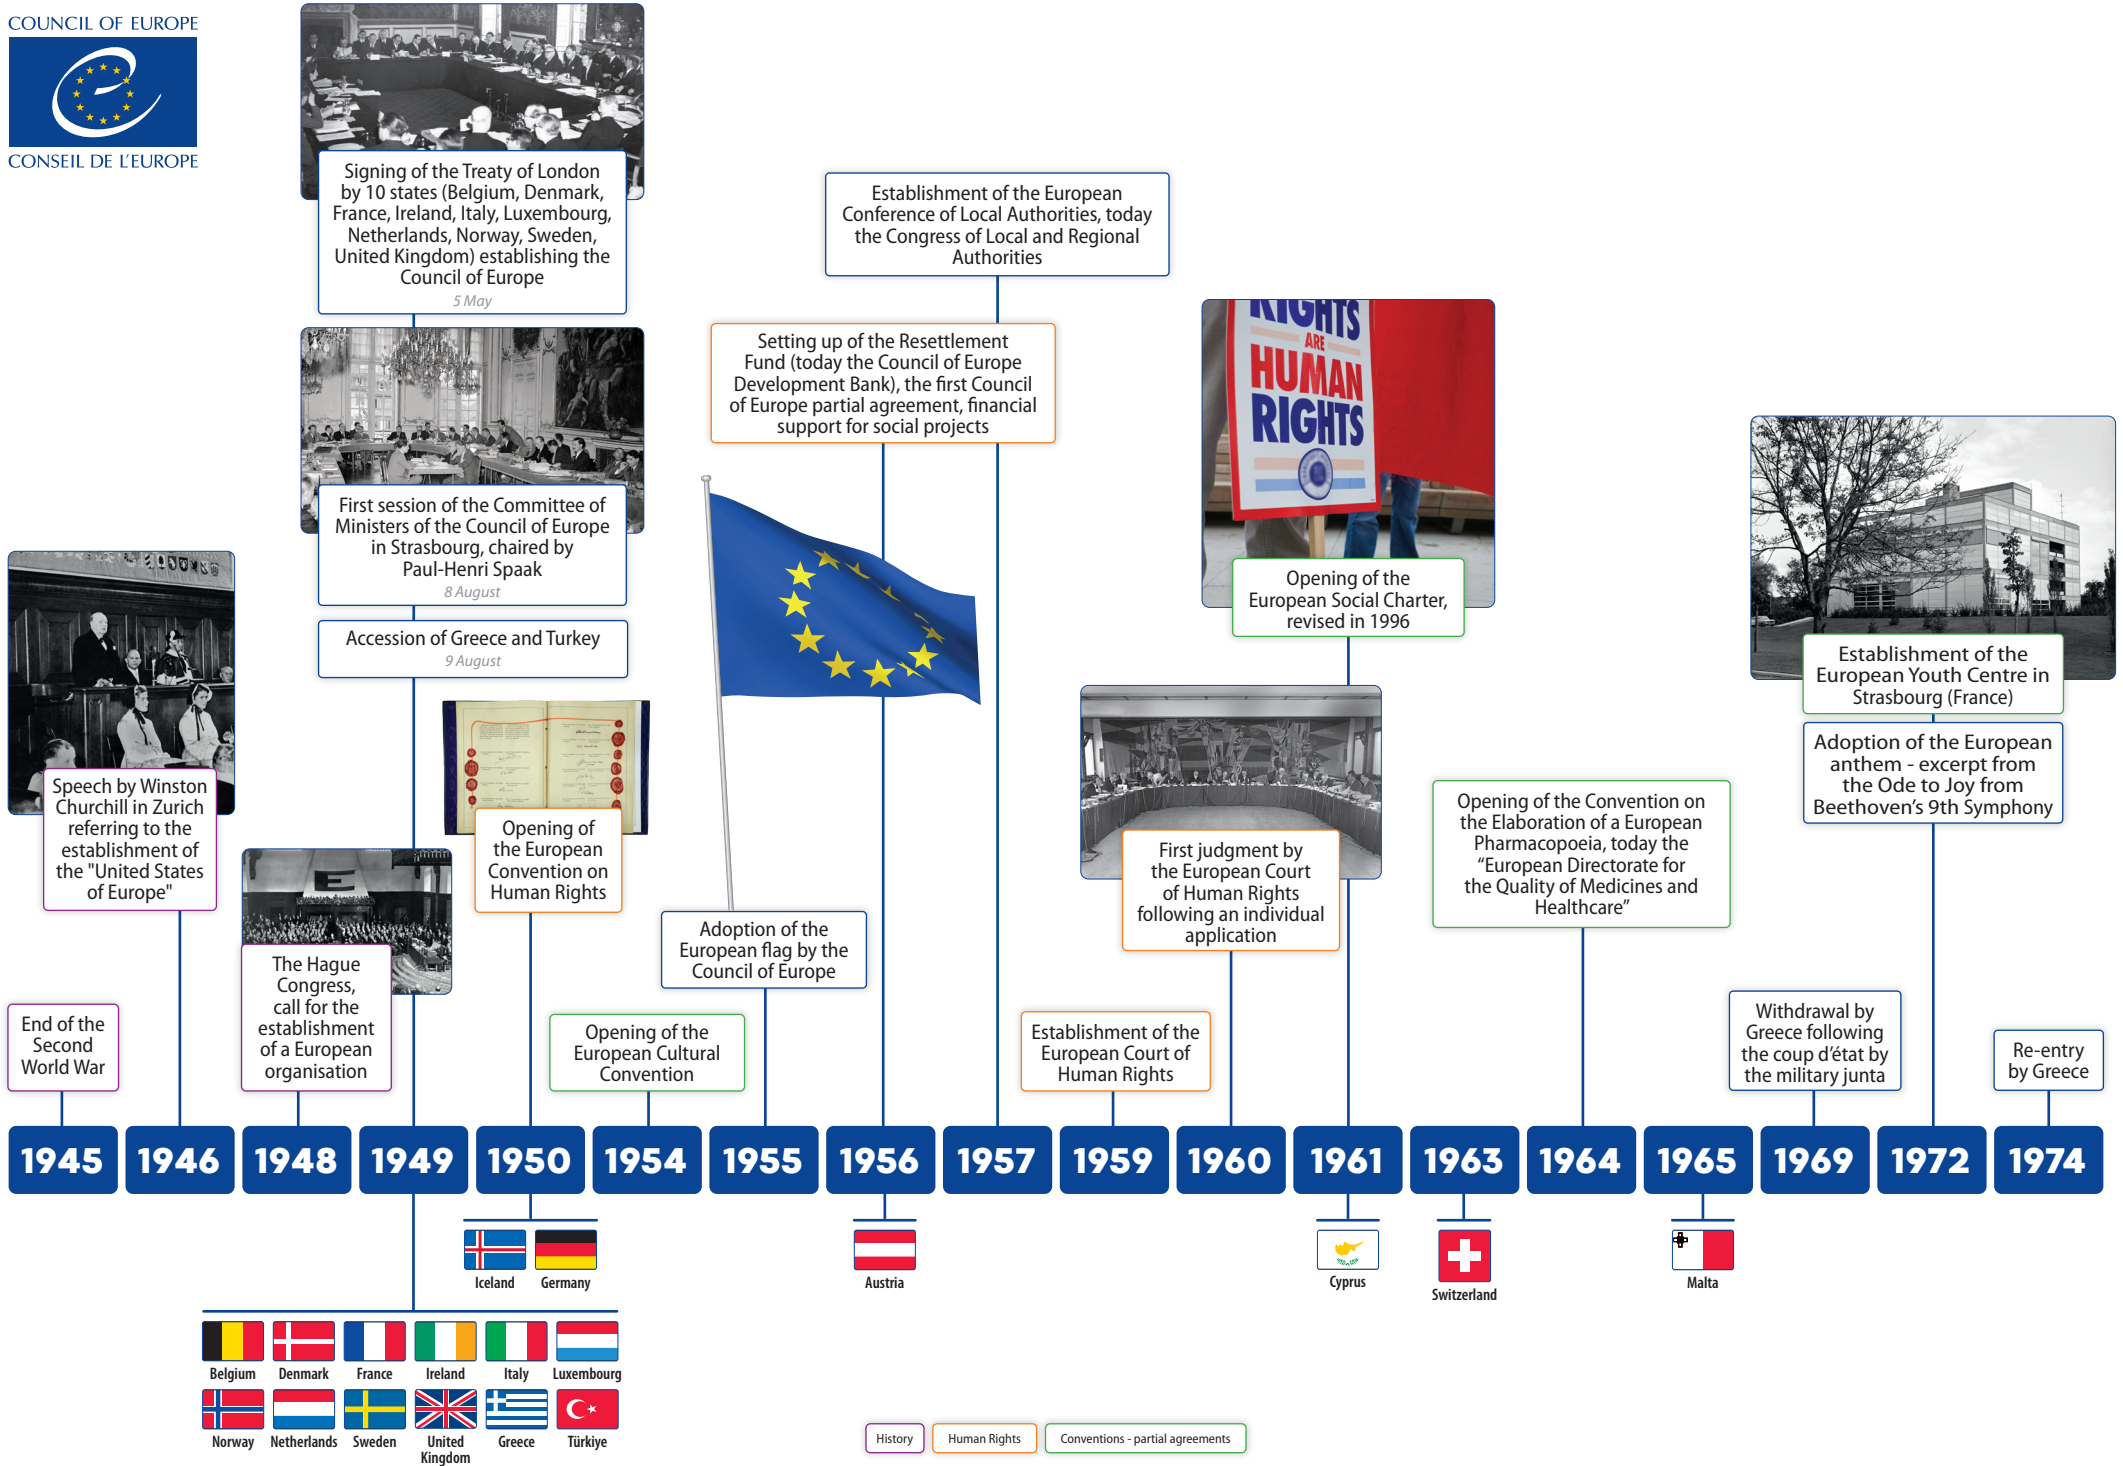 COUNCIL OF EUROPE
CONSEIL DE L'EUROPE
Signing of the Treaty of London
by 10 states (Belgium, Denmark,
France, Ireland, Italy, Luxembourg,
Netherlands, Norway, Sweden,
United Kingdom) establishing the
Council of Europe
5 May
First session of the Committee of
Ministers of the Council of Europe
in Strasbourg, chaired by
Paul-Henri Spaak
8 August
Accession of Greece and Turkey
9 August
Establishment of the European
Conference of Local Authorities, today
the Congress of Local and Regional
Authorities
Setting up of the Resettlement
Fund (today the Council of Europe
Development Bank), the first Council
of Europe partial agreement, financial
support for social projects
RIGHTS
ARE
HUMAN
RIGHTS
Opening of the
European Social Charter,
revised in 1996
Establishment of the
European Youth Centre in
Strasbourg (France)
Adoption of the European
anthem - excerpt from
the Ode to Joy from
Beethoven's 9th Symphony
Speech by Winston
Churchill in Zurich
referring to the
establishment of
the "United States
of Europe"
E
The Hague
Congress,
call for the
establishment
of a European
organisation
Opening of
the European
Convention on
Human Rights
Adoption of the
European flag by the
Council of Europe
First judgment by
the European Court
of Human Rights
following an individual
application
Opening of the Convention on
the Elaboration of a European
Pharmacopoeia, today the
“European Directorate for
the Quality of Medicines and
Healthcare”
End of the
Second
World War
Opening of the
European Cultural
Convention
Establishment of the
European Court of
Human Rights
Withdrawal by
Greece following
the coup d'état by
the military junta
Re-entry
by Greece
1945 1946 1948 1949 1950 1954 1955 1956 1957 1959 1960 1961 1963 1964 1965 1969 1972 1974
Iceland Germany
Austria
Cyprus
Switzerland
Malta
Belgium Denmark France Ireland Italy Luxembourg
Norway Netherlands Sweden United Kingdom Greece Türkiye
History
Human Rights
Conventions - partial agreements